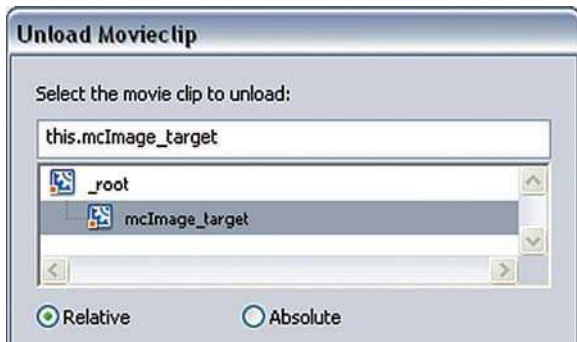 Unload Movieclip
Select the movie clip to unload:
this.mcImage_target
_root
mcImage_target
Relative Absolute